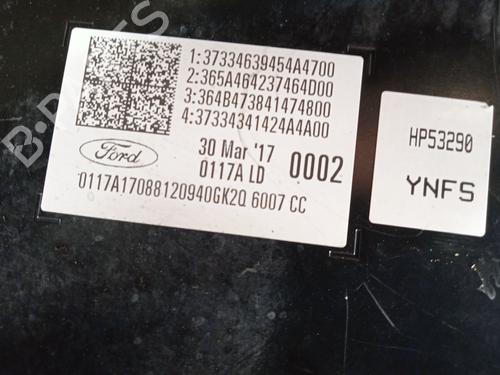 1:37334639454A4700
2:365A464237464D00
3:364B473841474800
4:37334341424A4A00
Ford
30 Mar '17
0117A LD
0002
0117A17088120940GK2Q 6007 CC
HP53290
YNFS